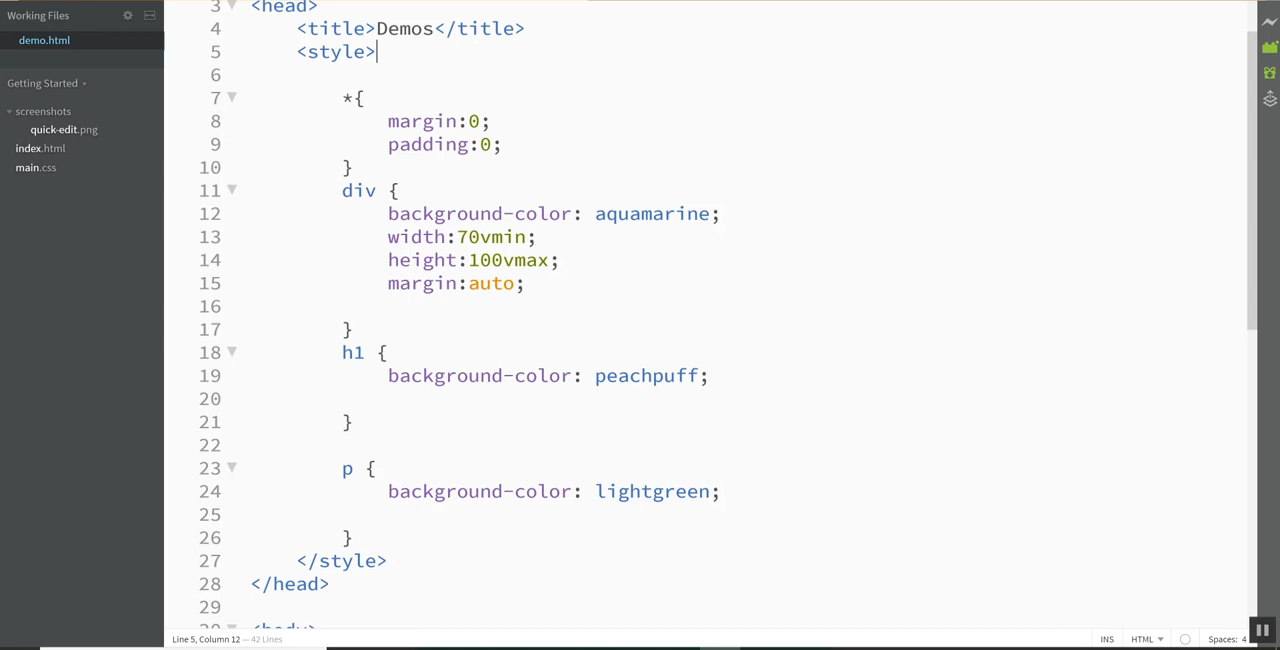 Working Files
demo.html
Getting Started
screenshots
quick-edit.png
index.html
main.css
3 <head>
4 <title>Demos</title>
5 <style>
6
7 *{
8 margin:0;
9 padding:0;
10 }
11 div {
12 background-color: aquamarine;
13 width:70vmin;
14 height:100vmax;
15 margin:auto;
16
17 }
18 h1 {
19 background-color: peachpuff;
20
21 }
22
23 p {
24 background-color: lightgreen;
25
26 }
27 </style>
28 </head>
29
30 <body>
Line 5, Column 12 — 42 Lines
INS HTML Spaces: 4